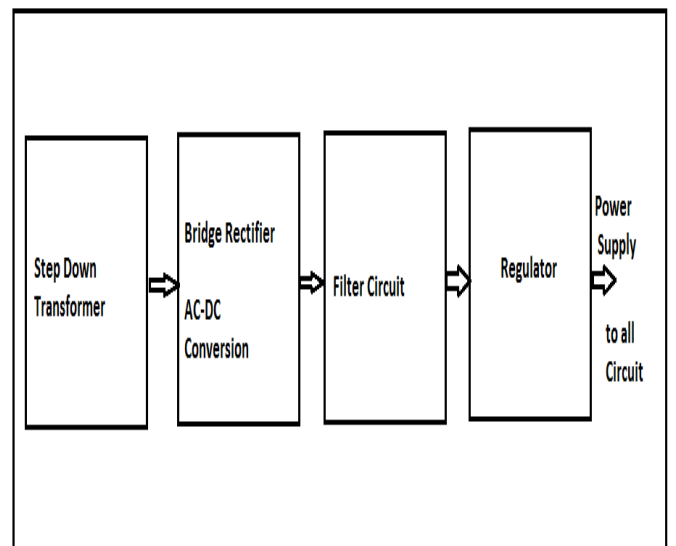 Step Down
Transformer
Bridge Rectifier
AC-DC
Conversion
Filter Circuit
Regulator
Power
Supply
to all
Circuit